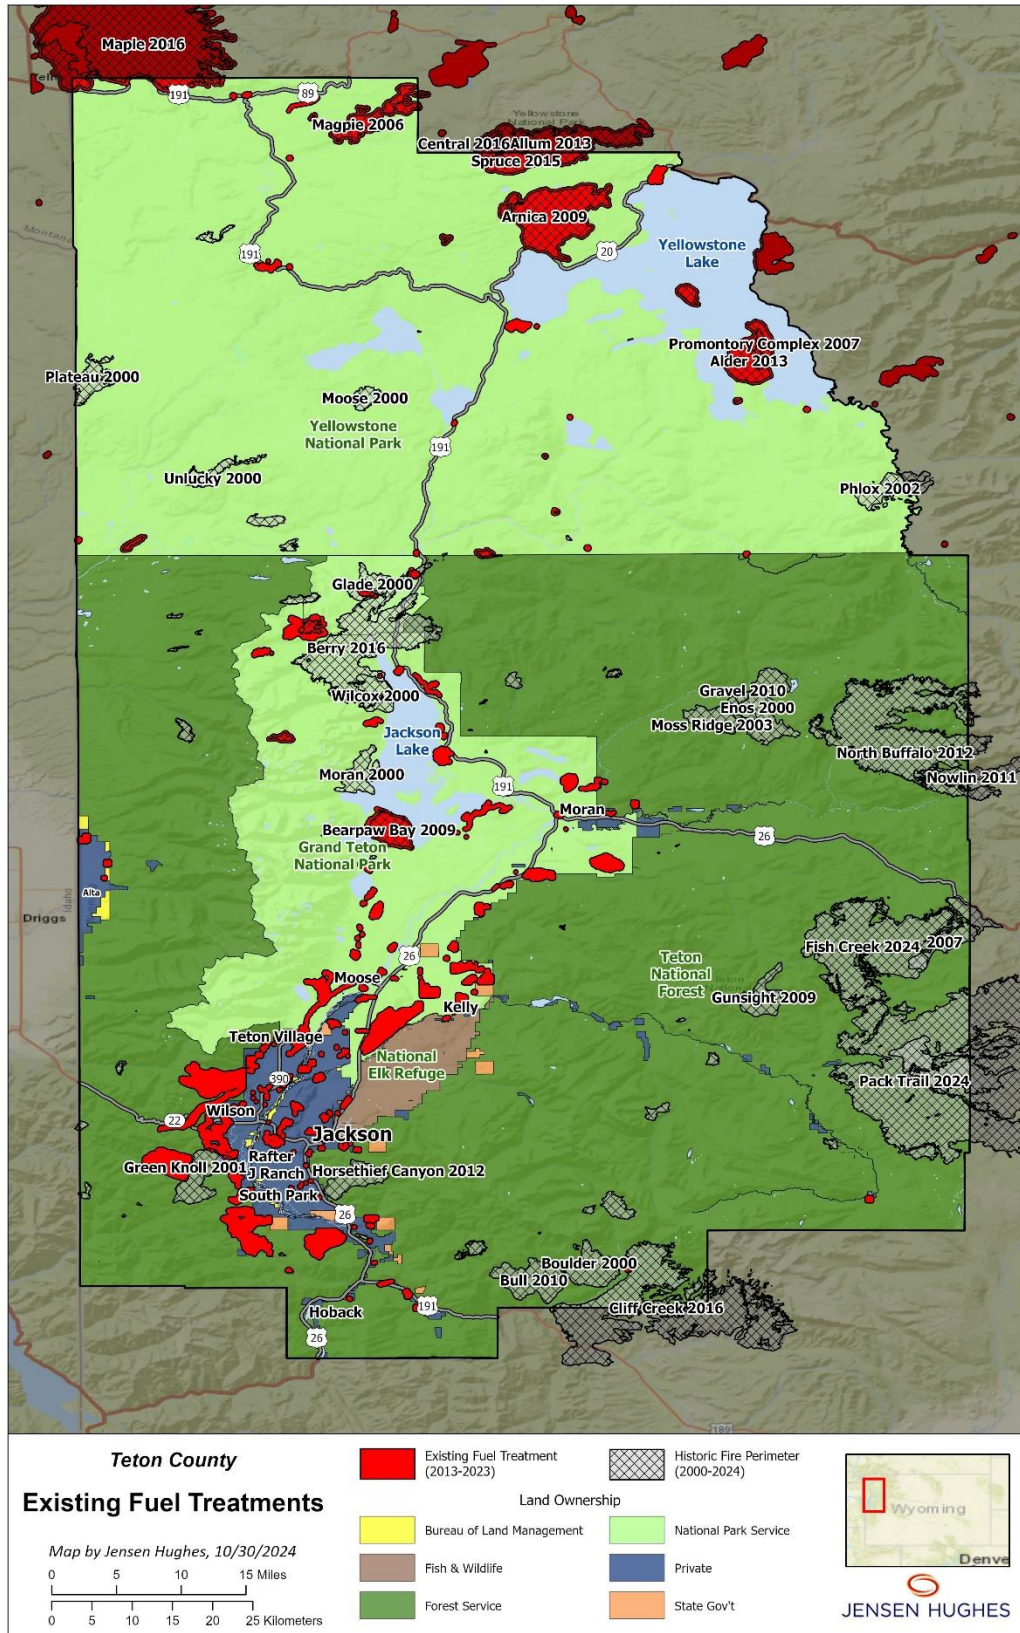 Maple 2016
191
89
Magpie 2006
Yellowstone
National Park
Central 2016
Allum 2013
Spruce 2015
Arnica 2009
Montana
191
20
Yellowstone
Lake
Promontory Complex 2007
Alder 2013
Plateau 2000
Moose 2000
Yellowstone
National Park
191
Unlucky 2000
Phlox 2002
Glade 2000
Berry 2016
Wilcox 2000
Gravel 2010
Enos 2000
Moss Ridge 2003
Jackson
Lake
North Buffalo 2012
Moran 2000
Nowlin 2011
191
Moran
Bearpaw Bay 2009
26
Grand Teton
National Park
Alta
Idaho
Driggs
Fish Creek 2024
2007
26
Teton
National
Forest
Moose
Gunsight 2009
Kelly
Teton Village
National
Elk Refuge
390
Pack Trail 2024
Wilson
22
Jackson
Rafter
J Ranch
Green Knoll 2001
Horsethief Canyon 2012
South Park
26
Boulder 2000
Bull 2010
191
Cliff Creek 2016
Hoback
26
189
Teton County
Existing Fuel Treatments
Map by Jensen Hughes, 10/30/2024
0 5 10 15 Miles
0 5 10 15 20 25 Kilometers
Existing Fuel Treatment
(2013-2023)
Historic Fire Perimeter
(2000-2024)
Land Ownership
Bureau of Land Management
National Park Service
Fish & Wildlife
Private
Forest Service
State Gov't
Wyoming
Denve
JENSEN HUGHES